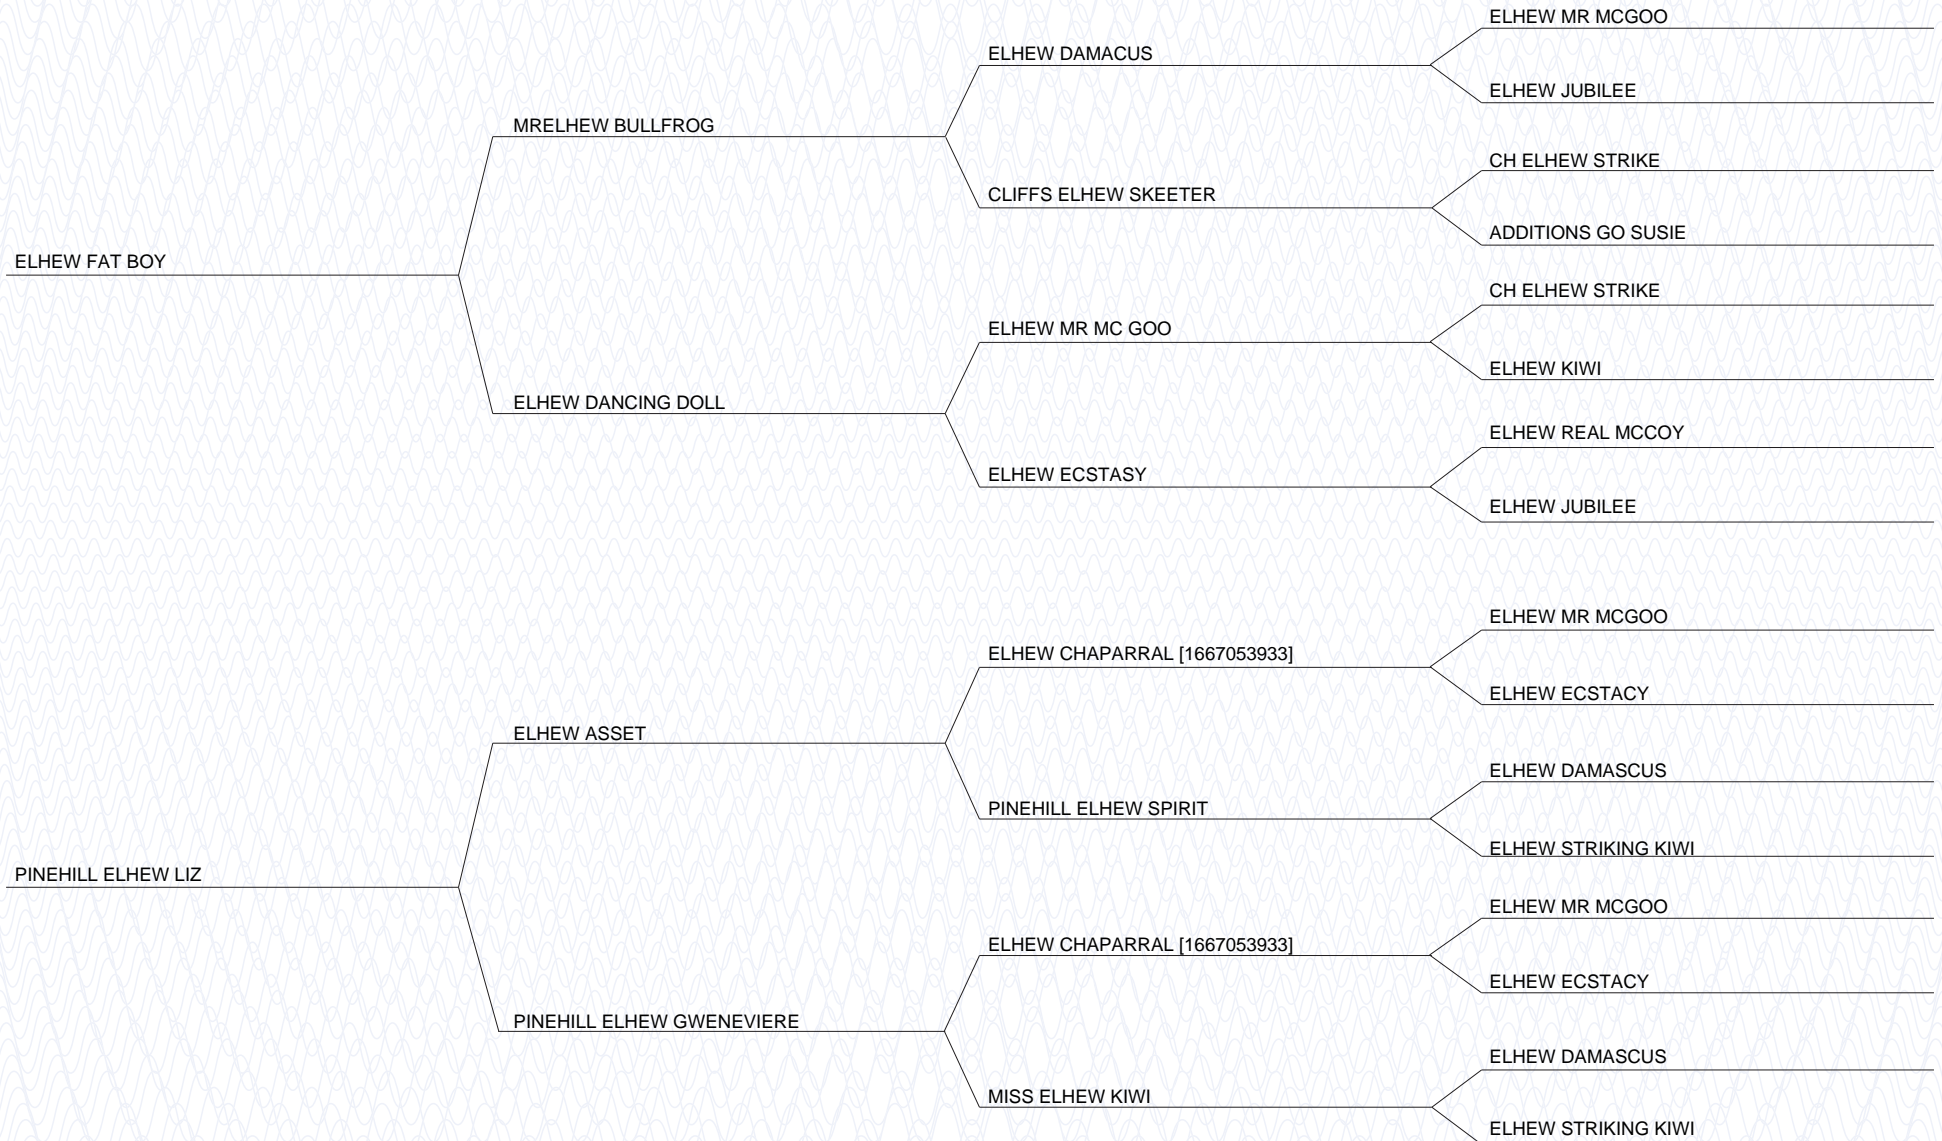 ELHEW MR MCGOO
ELHEW DAMACUS
ELHEW JUBILEE
MRELHEW BULLFROG
CH ELHEW STRIKE
CLIFFS ELHEW SKEETER
ADDITIONS GO SUSIE
ELHEW FAT BOY
CH ELHEW STRIKE
ELHEW MR MC GOO
ELHEW KIWI
ELHEW DANCING DOLL
ELHEW REAL MCCOY
ELHEW ECSTASY
ELHEW JUBILEE
ELHEW MR MCGOO
ELHEW CHAPARRAL [1667053933]
ELHEW ECSTACY
ELHEW ASSET
ELHEW DAMASCUS
PINEHILL ELHEW SPIRIT
ELHEW STRIKING KIWI
PINEHILL ELHEW LIZ
ELHEW MR MCGOO
ELHEW CHAPARRAL [1667053933]
ELHEW ECSTACY
PINEHILL ELHEW GWENEVIERE
ELHEW DAMASCUS
MISS ELHEW KIWI
ELHEW STRIKING KIWI